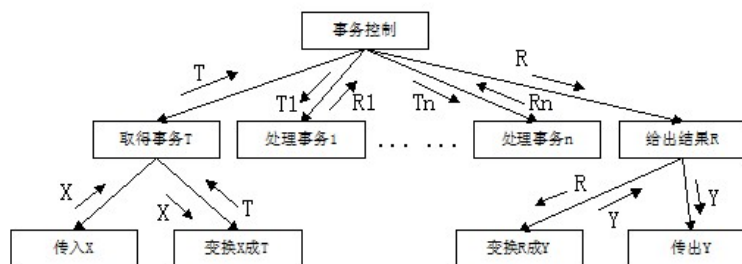 事务控制
T
T1
R1
Tn
Rn
R
取得事务T
处理事务1
... ...
处理事务n
给出结果R
X
X
T
R
Y
Y
传入X
变换X成T
变换R成Y
传出Y